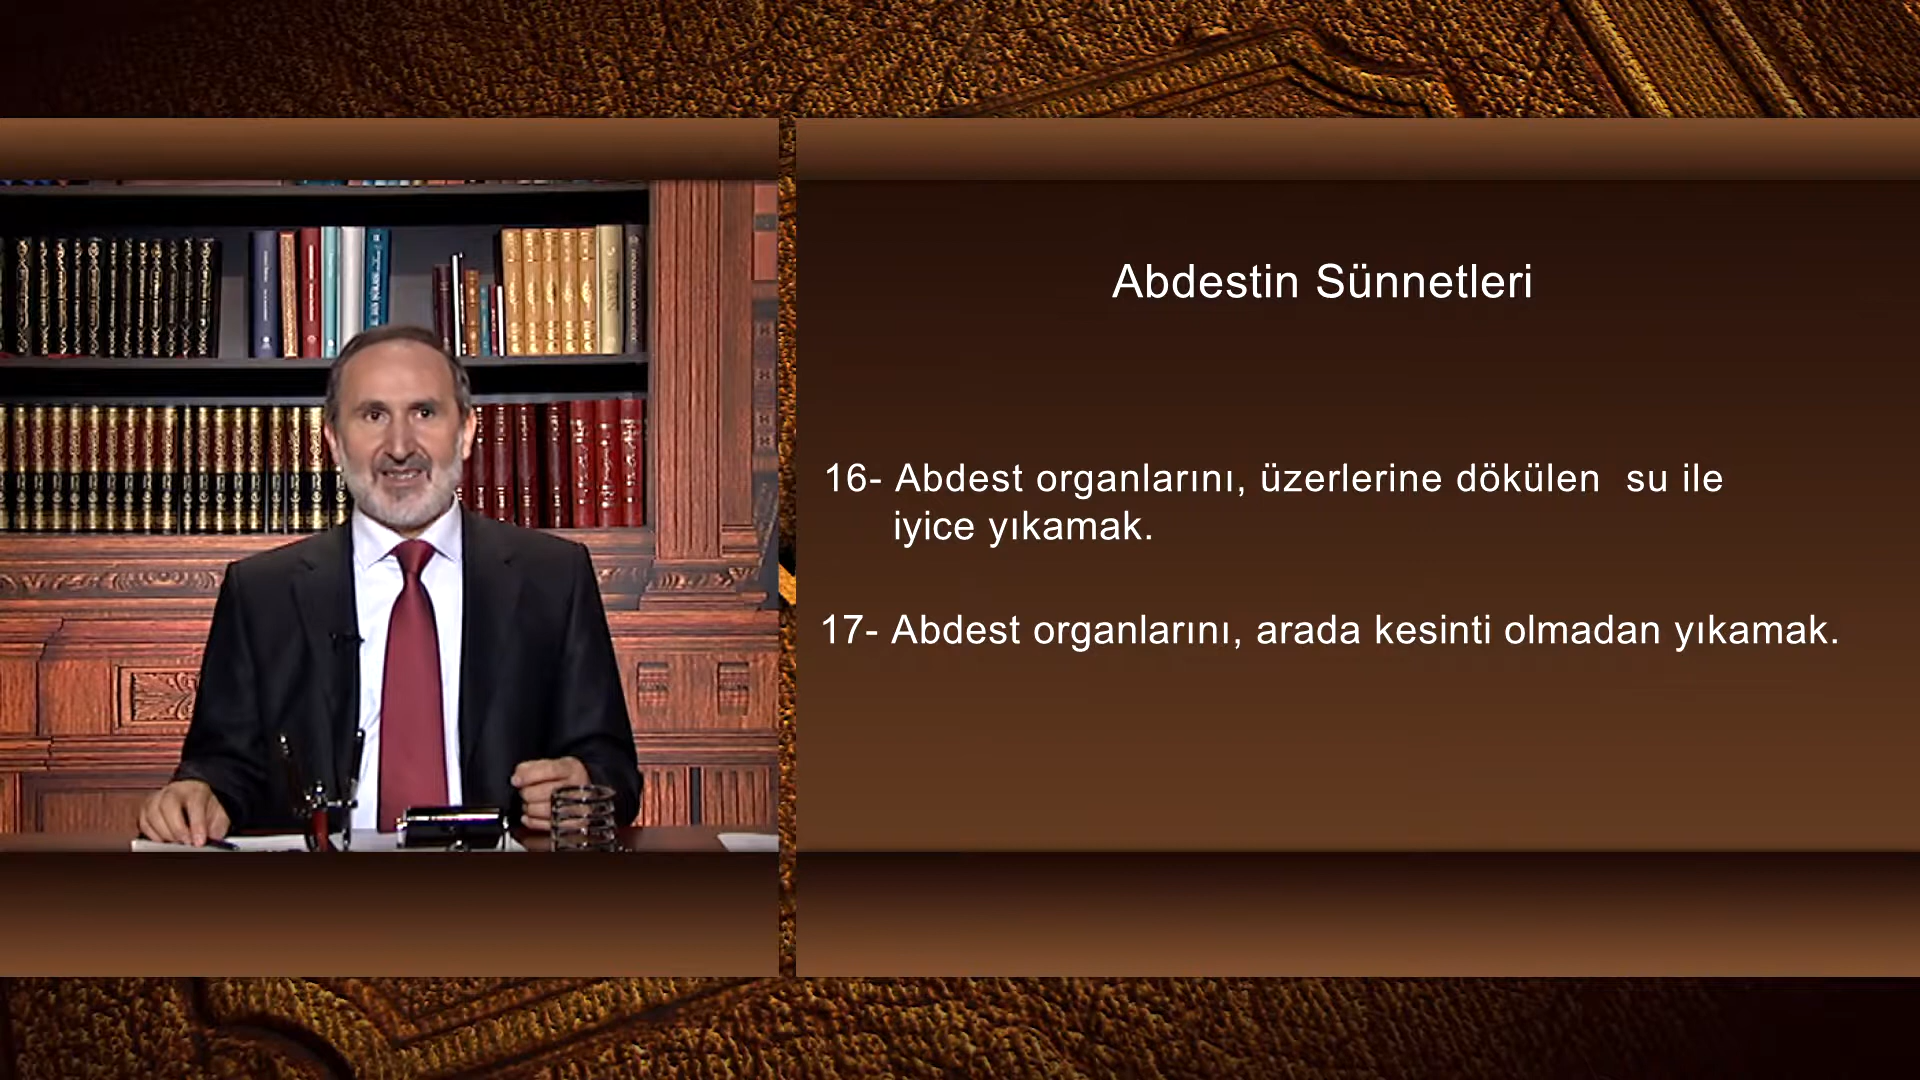 Abdestin Sünnetleri
16- Abdest organlarını, üzerlerine dökülen su ile
iyice yıkamak.
17- Abdest organlarını, arada kesinti olmadan yıkamak.